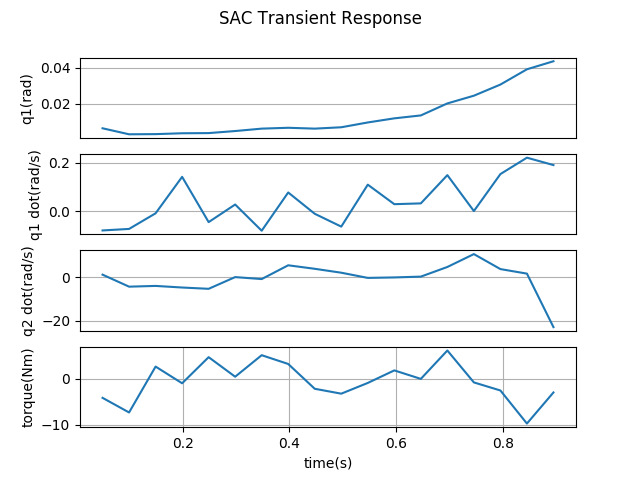 SAC Transient Response
0.04
0.02
q1(rad)
0.2
0.0
q1 dot(rad/s)
0
−20
q2 dot(rad/s)
0
−10
torque(Nm)
0.2 0.4 0.6 0.8
time(s)